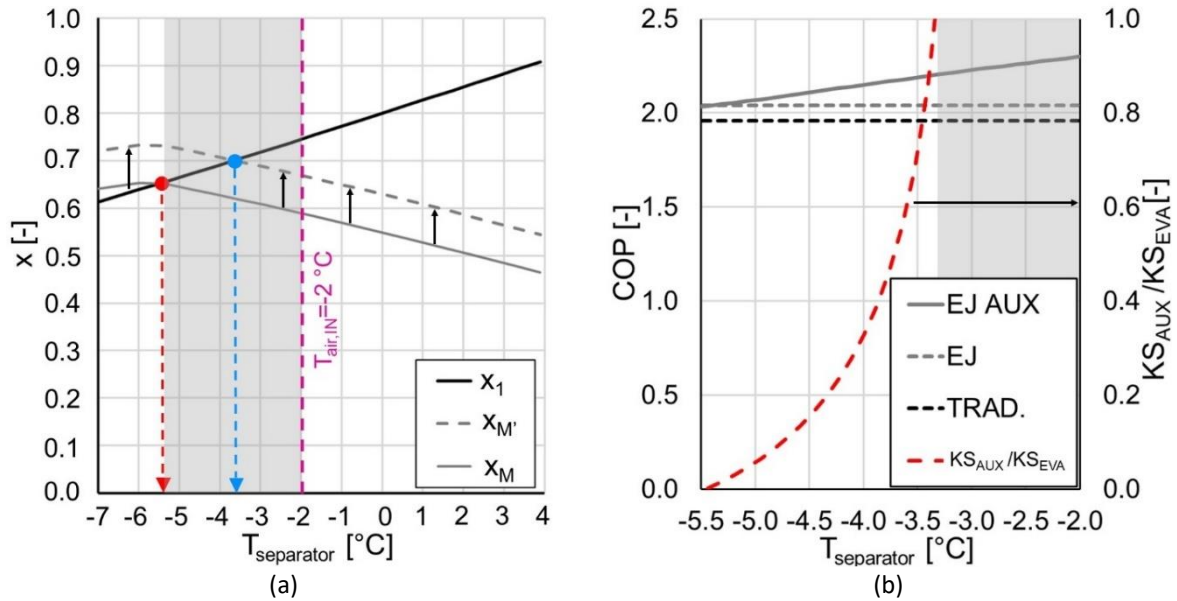 1.0
0.9
0.8
0.7
0.6
0.5
0.4
0.3
0.2
0.1
0.0
x [-]
-7 -6 -5 -4 -3 -2 -1 0 1 2 3 4
T_separator [°C]
T_air,IN=-2 °C
x_1
x_M'
x_M
(a)
2.5
2.0
1.5
1.0
0.5
0.0
COP [-]
-5.5 -5.0 -4.5 -4.0 -3.5 -3.0 -2.5 -2.0
T_separator [°C]
1.0
0.8
0.6
0.4
0.2
0.0
KS_AUX /KS_EVA [-]
EJ AUX
EJ
TRAD.
KS_AUX /KS_EVA
(b)